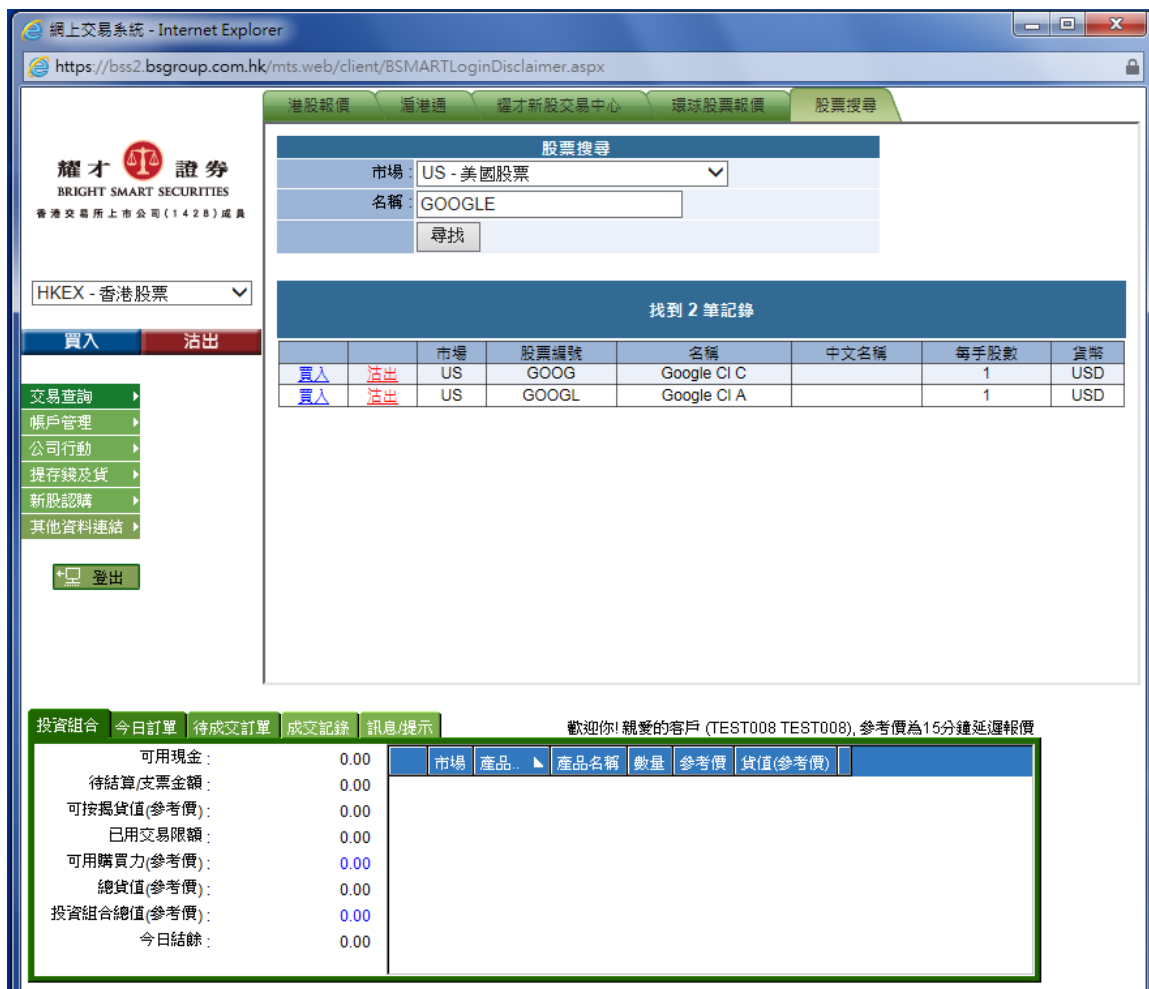 網上交易系統 - Internet Explorer
https://bss2.bsgroup.com.hk/mts.web/client/BSMARTLoginDisclaimer.aspx
港股報價 滬港通 耀才新股交易中心 環球股票報價 股票搜尋
耀才 證券
BRIGHT SMART SECURITIES
香港交易所上市公司(1428)成員
股票搜尋
市場 : US - 美國股票
名稱 : GOOGLE
尋找
HKEX - 香港股票
買入 沽出
找到 2 筆記錄
市場 股票編號 名稱 中文名稱 每手股數 貨幣
買入 沽出 US GOOG Google Cl C 1 USD
買入 沽出 US GOOGL Google Cl A 1 USD
交易查詢
帳戶管理
公司行動
提存錢及貨
新股認購
其他資料連結
登出
投資組合 今日訂單 待成交訂單 成交記錄 訊息/提示
歡迎你! 親愛的客戶 (TEST008 TEST008), 參考價為15分鐘延遲報價
市場 產品.. 產品名稱 數量 參考價 貨值(參考價)
可用現金 : 0.00
待結算/支票金額 : 0.00
可按揭貨值(參考價) : 0.00
已用交易限額 : 0.00
可用購買力(參考價) : 0.00
總貨值(參考價) : 0.00
投資組合總值(參考價) : 0.00
今日結餘 : 0.00